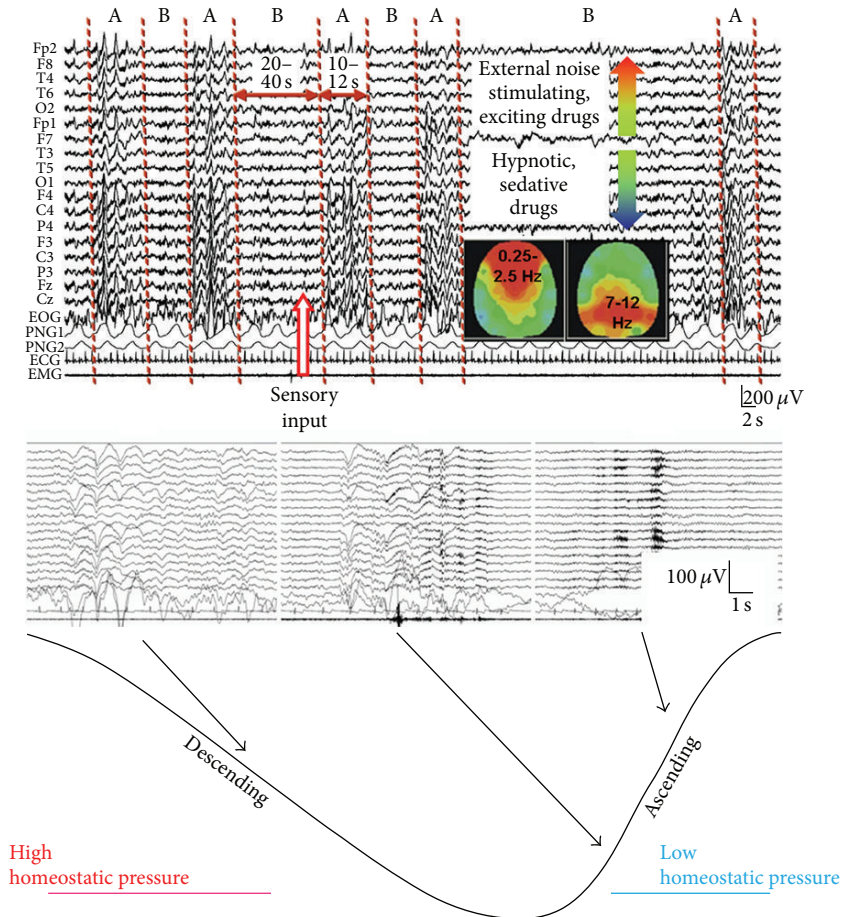 A B A B A B A B A
Fp2
F8
T4
T6
O2
Fp1
F7
T3
T5
O1
F4
C4
P4
F3
C3
P3
Fz
Cz
EOG
PNG1
PNG2
ECG
EMG
20–
40 s
10–
12 s
External noise
stimulating,
exciting drugs
Hypnotic,
sedative
drugs
0.25-
2.5 Hz
7-12
Hz
Sensory
input
200 μV
2 s
100 μV
1 s
Descending
Ascending
High
homeostatic pressure
Low
homeostatic pressure